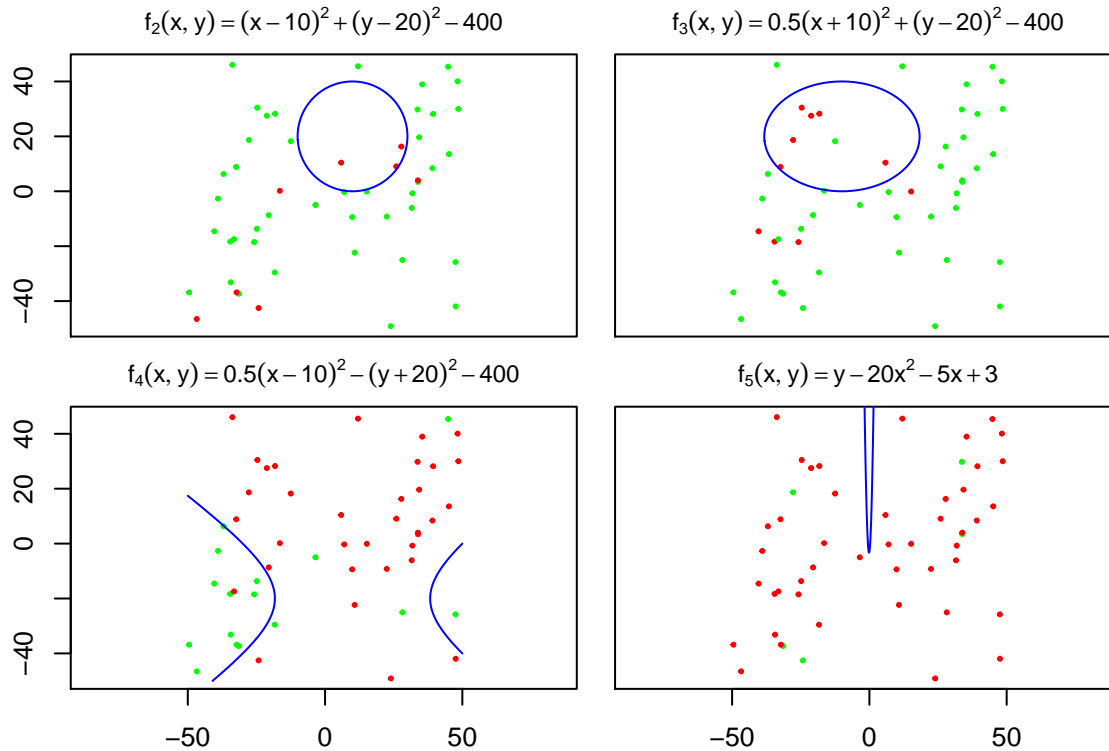 f₂(x, y) = (x − 10)² + (y − 20)² − 400
f₃(x, y) = 0.5(x + 10)² + (y − 20)² − 400
40
20
0
−40
f₄(x, y) = 0.5(x − 10)² − (y + 20)² − 400
f₅(x, y) = y − 20x² − 5x + 3
40
20
0
−40
−50 0 50
−50 0 50